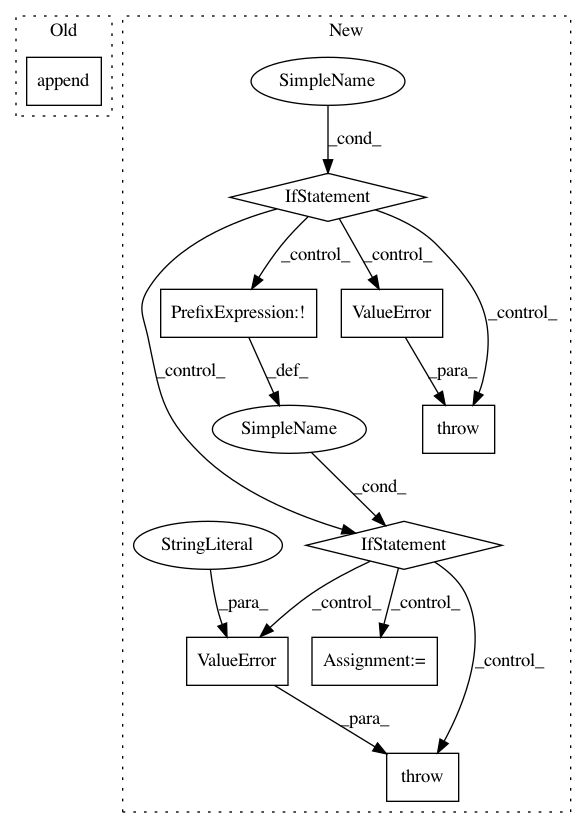 Old
New
append
SimpleName
_cond_
IfStatement
_control_
_control_
PrefixExpression:!
ValueError
_control_
_control_
_def_
_para_
SimpleName
throw
_cond_
StringLiteral
IfStatement
_para_
_control_
_control_
ValueError
Assignment:=
_control_
_para_
throw